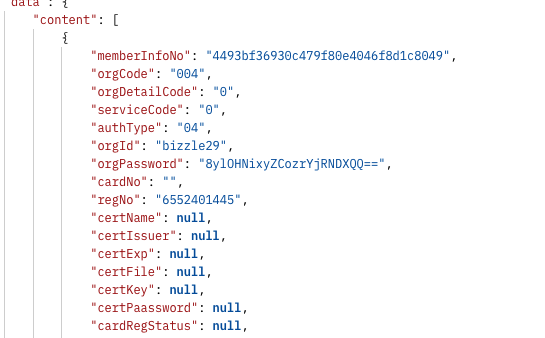 data": {
"content": [
{
"memberInfoNo": "4493bf36930c479f80e4046f8d1c8049",
"orgCode": "004",
"orgDetailCode": "0",
"serviceCode": "0",
"authType": "04",
"orgId": "bizzle29",
"orgPassword": "8ylOHNixyZCozrYjRNDXQQ==",
"cardNo": "",
"regNo": "6552401445",
"certName": null,
"certIssuer": null,
"certExp": null,
"certFile": null,
"certKey": null,
"certPaassword": null,
"cardRegStatus": null,